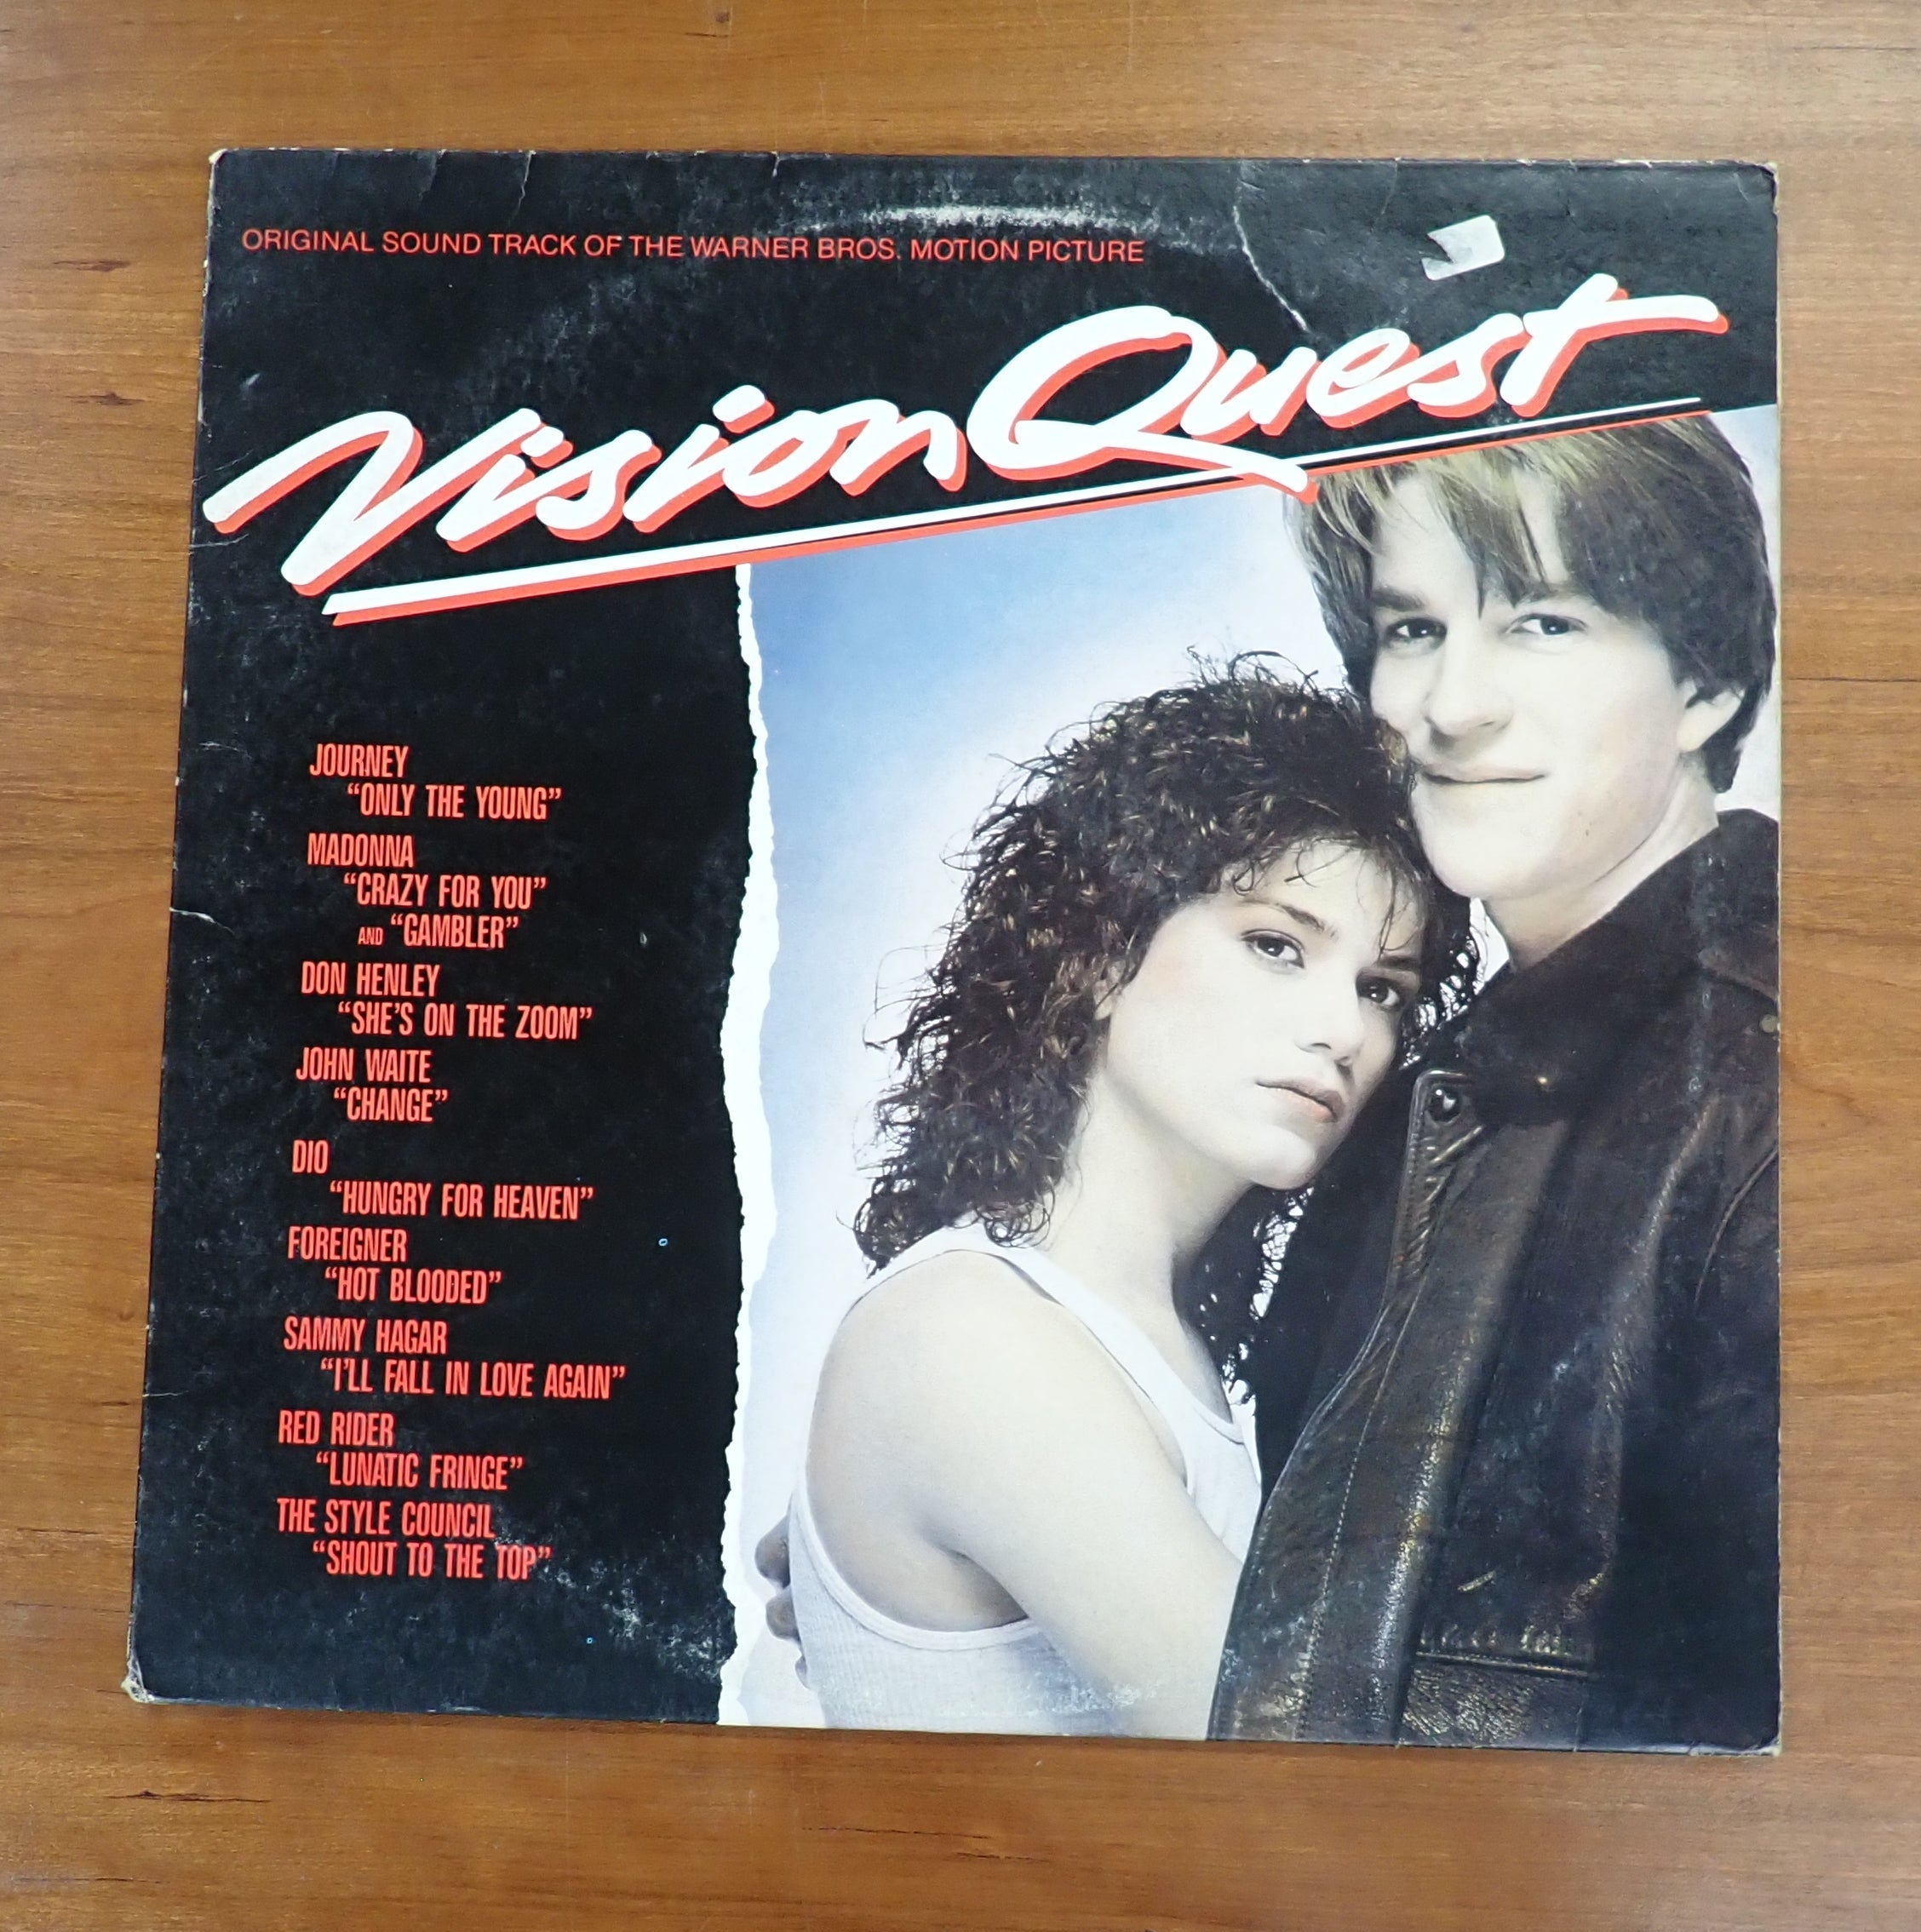 ORIGINAL SOUND TRACK OF THE WARNER BROS. MOTION PICTURE
Vision Quest
JOURNEY
“ONLY THE YOUNG”
MADONNA
“CRAZY FOR YOU”
AND “GAMBLER”
DON HENLEY
“SHE’S ON THE ZOOM”
JOHN WAITE
“CHANGE”
DIO
“HUNGRY FOR HEAVEN”
FOREIGNER
“HOT BLOODED”
SAMMY HAGAR
“I’LL FALL IN LOVE AGAIN”
RED RIDER
“LUNATIC FRINGE”
THE STYLE COUNCIL
“SHOUT TO THE TOP”